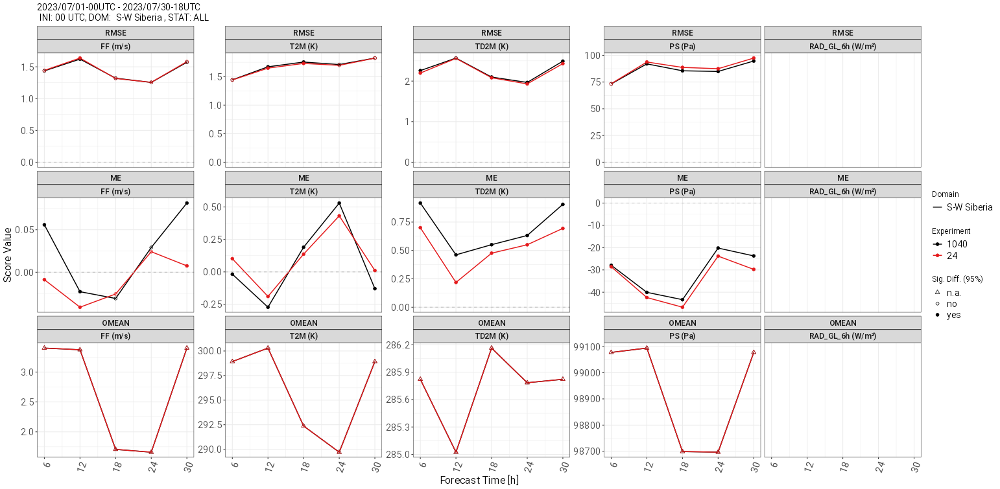 2023/07/01-00UTC - 2023/07/30-18UTC
INI: 00 UTC, DOM: S-W Siberia , STAT: ALL
RMSE RMSE RMSE RMSE RMSE
FF (m/s) T2M (K) TD2M (K) PS (Pa) RAD_GL_6h (W/m²)
1.5 1.5 2 100
1.0 1.0 1 75
0.5 0.5 0 50
0.0 0.0 25
0
ME ME ME ME ME
FF (m/s) T2M (K) TD2M (K) PS (Pa) RAD_GL_6h (W/m²)
0.05 0.50 0.75 0
0.00 0.25 0.50 -10
0.00 0.25 -20
-0.25 0.00 -30
-40
OMEAN OMEAN OMEAN OMEAN OMEAN
FF (m/s) T2M (K) TD2M (K) PS (Pa) RAD_GL_6h (W/m²)
3.0 300.0 286.2 99100
2.5 297.5 285.9 99000
2.0 295.0 285.6 98900
292.5 285.3 98800
290.0 285.0 98700
6 12 18 24 30 6 12 18 24 30 6 12 18 24 30 6 12 18 24 30 6 12 18 24 30
Forecast Time [h]
Score Value
Domain
S-W Siberia
Experiment
1040
24
Sig. Diff. (95%)
n.a.
no
yes